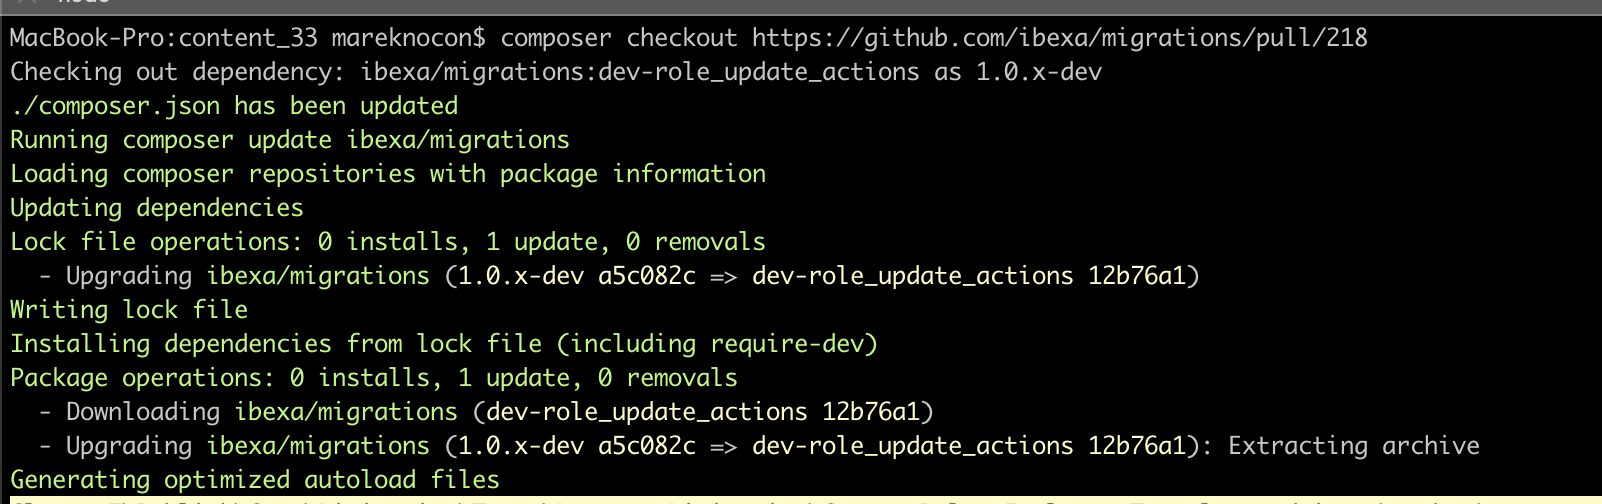 MacBook-Pro:content_33 mareknocon$ composer checkout https://github.com/ibexa/migrations/pull/218
Checking out dependency: ibexa/migrations:dev-role_update_actions as 1.0.x-dev
./composer.json has been updated
Running composer update ibexa/migrations
Loading composer repositories with package information
Updating dependencies
Lock file operations: 0 installs, 1 update, 0 removals
  - Upgrading ibexa/migrations (1.0.x-dev a5c082c => dev-role_update_actions 12b76a1)
Writing lock file
Installing dependencies from lock file (including require-dev)
Package operations: 0 installs, 1 update, 0 removals
  - Downloading ibexa/migrations (dev-role_update_actions 12b76a1)
  - Upgrading ibexa/migrations (1.0.x-dev a5c082c => dev-role_update_actions 12b76a1): Extracting archive
Generating optimized autoload files